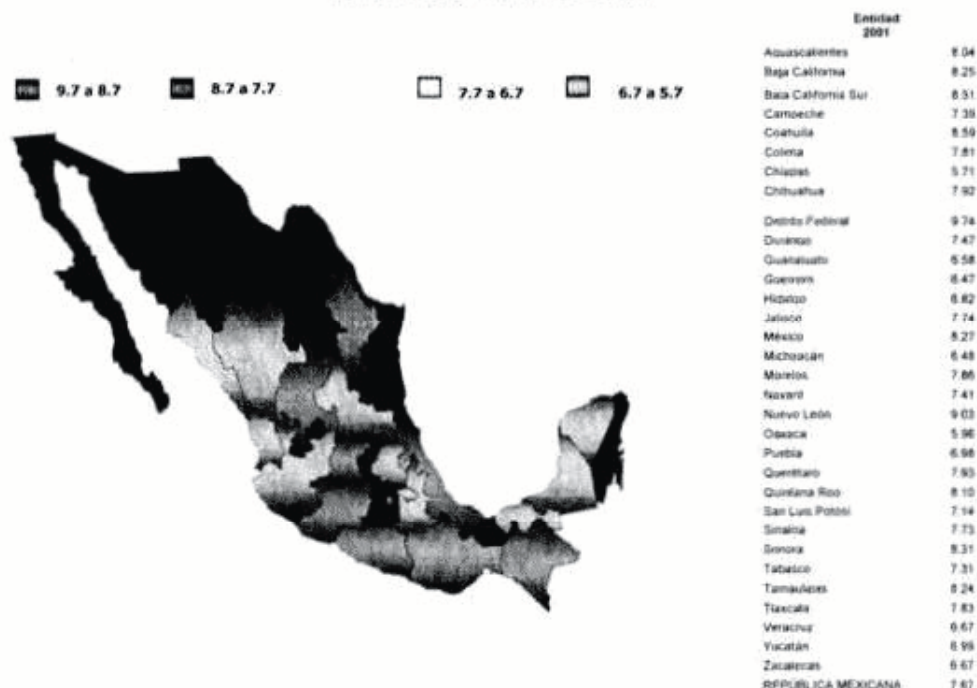 9.7 a 8.7
8.7 a 7.7
7.7 a 6.7
6.7 a 5.7
Entidad
2001
Aguascalientes 8.04
Baja California 8.25
Baja California Sur 8.51
Campeche 7.39
Coahuila 8.59
Colima 7.81
Chiapas 5.71
Chihuahua 7.92
Distrito Federal 9.74
Durango 7.47
Guanajuato 6.58
Guerrero 6.47
Hidalgo 6.82
Jalisco 7.74
México 8.27
Michoacán 6.48
Morelos 7.86
Nayarit 7.41
Nuevo León 9.03
Oaxaca 5.96
Puebla 6.98
Querétaro 7.93
Quintana Roo 8.10
San Luis Potosí 7.14
Sinaloa 7.73
Sonora 8.31
Tabasco 7.31
Tamaulipas 8.24
Tlaxcala 7.83
Veracruz 6.67
Yucatán 6.99
Zacatecas 6.67
REPÚBLICA MEXICANA 7.67